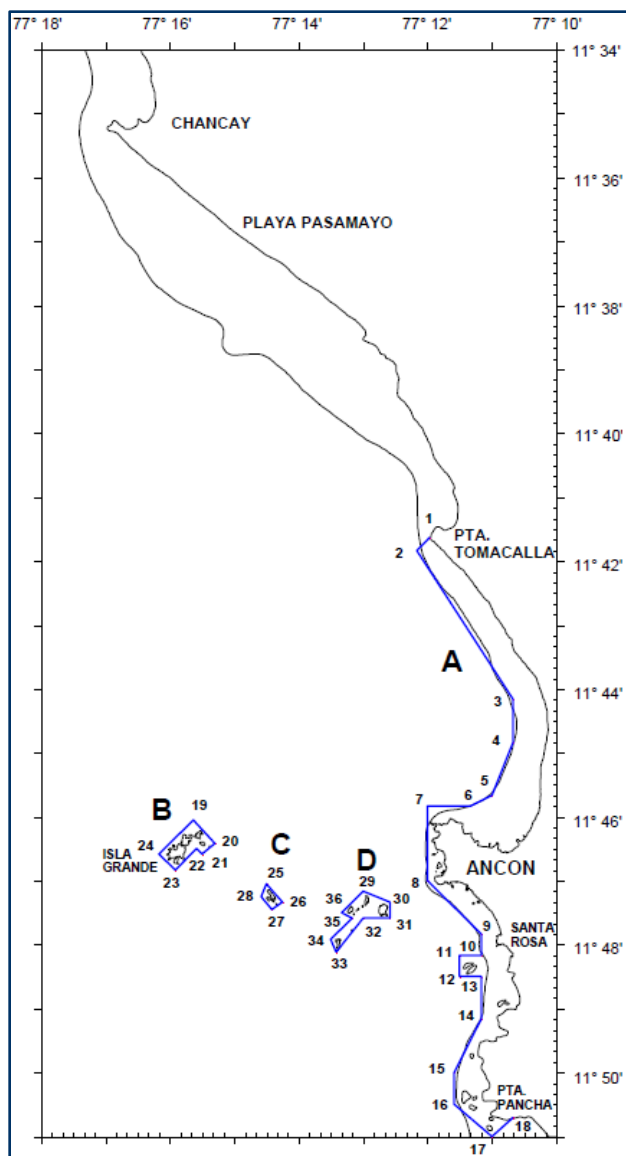 77° 18' 77° 16' 77° 14' 77° 12' 77° 10'
11° 34'
CHANCAY
11° 36'
PLAYA PASAMAYO
11° 38'
11° 40'
1
PTA.
TOMACALLA
2
11° 42'
A
3
11° 44'
4
5
6
7
11° 46'
B
19
20
21
22
23
24
ISLA
GRANDE
C
25
26
27
28
D
29
30
31
32
33
34
35
36
ANCON
8
9
SANTA
ROSA
10
11
11° 48'
12
13
14
15
11° 50'
16
PTA.
PANCHA
18
17